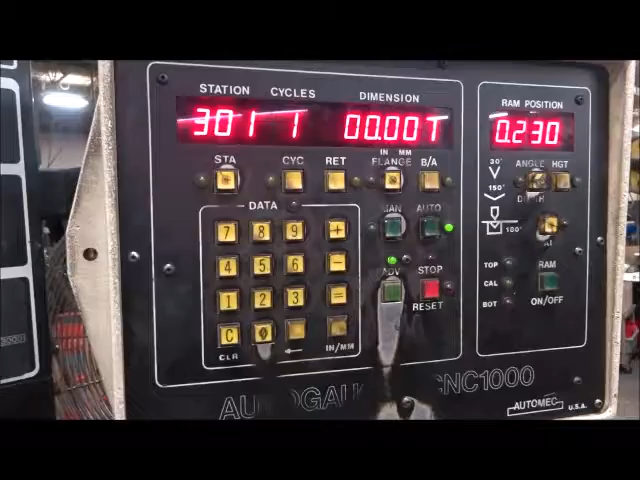 STATION CYCLES DIMENSION
301 1 00.00T
RAM POSITION
0.230
IN MM
STA CYC RET FLANGE B/A
ANGLE HGT
30°
150°
100°
DATA
MAN AUTO
7 8 9 +
4 5 6 −
1 2 3 =
C 0
CLR IN/MM
ADV STOP
RESET
TOP
CAL
BOT
RAM
ON/OFF
CNC1000
AUTOMEC U.S.A.
3000